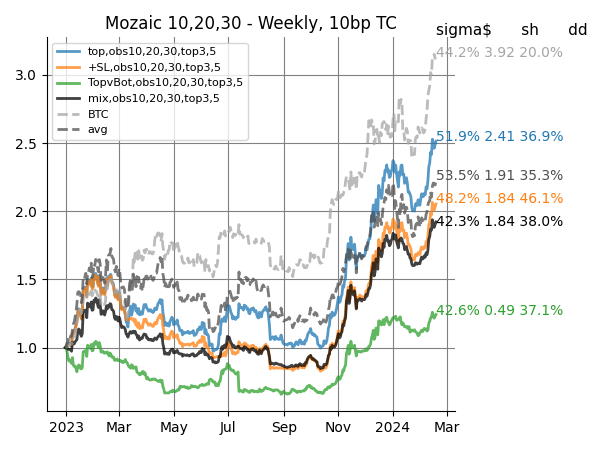 Mozaic 10,20,30 - Weekly, 10bp TC
sigma$ sh dd
top,obs10,20,30,top3,5
+SL,obs10,20,30,top3,5
TopvBot,obs10,20,30,top3,5
mix,obs10,20,30,top3,5
BTC
avg
44.2% 3.92 20.0%
51.9% 2.41 36.9%
53.5% 1.91 35.3%
48.2% 1.84 46.1%
42.3% 1.84 38.0%
42.6% 0.49 37.1%
3.0
2.5
2.0
1.5
1.0
2023 Mar May Jul Sep Nov 2024 Mar